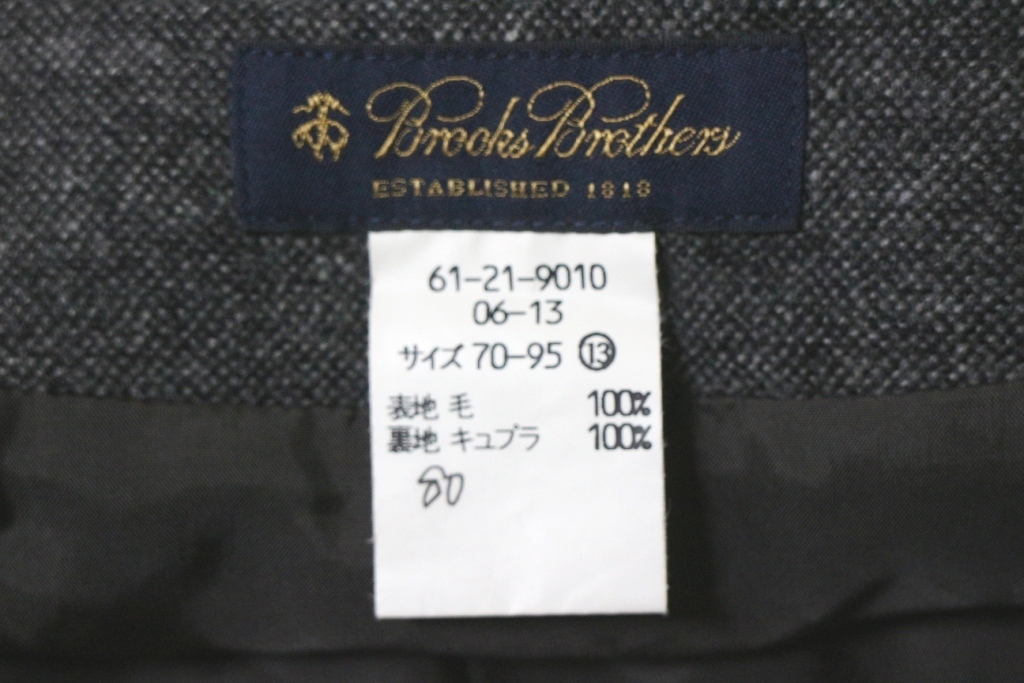 Brooks Brothers
ESTABLISHED 1818
61-21-9010
06-13
サイズ 70-95 ⑬
表地 毛 100%
裏地 キュプラ 100%
80